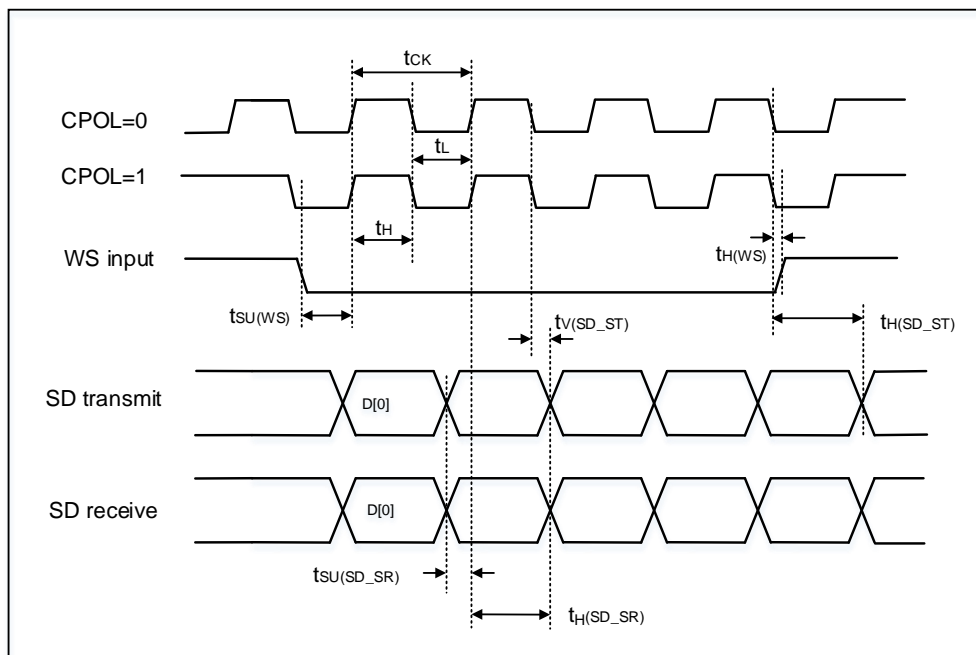 tCK
CPOL=0
tL
CPOL=1
tH
tH(WS)
WS input
tSU(WS)
tV(SD_ST)
tH(SD_ST)
SD transmit
D[0]
SD receive
D[0]
tSU(SD_SR)
tH(SD_SR)